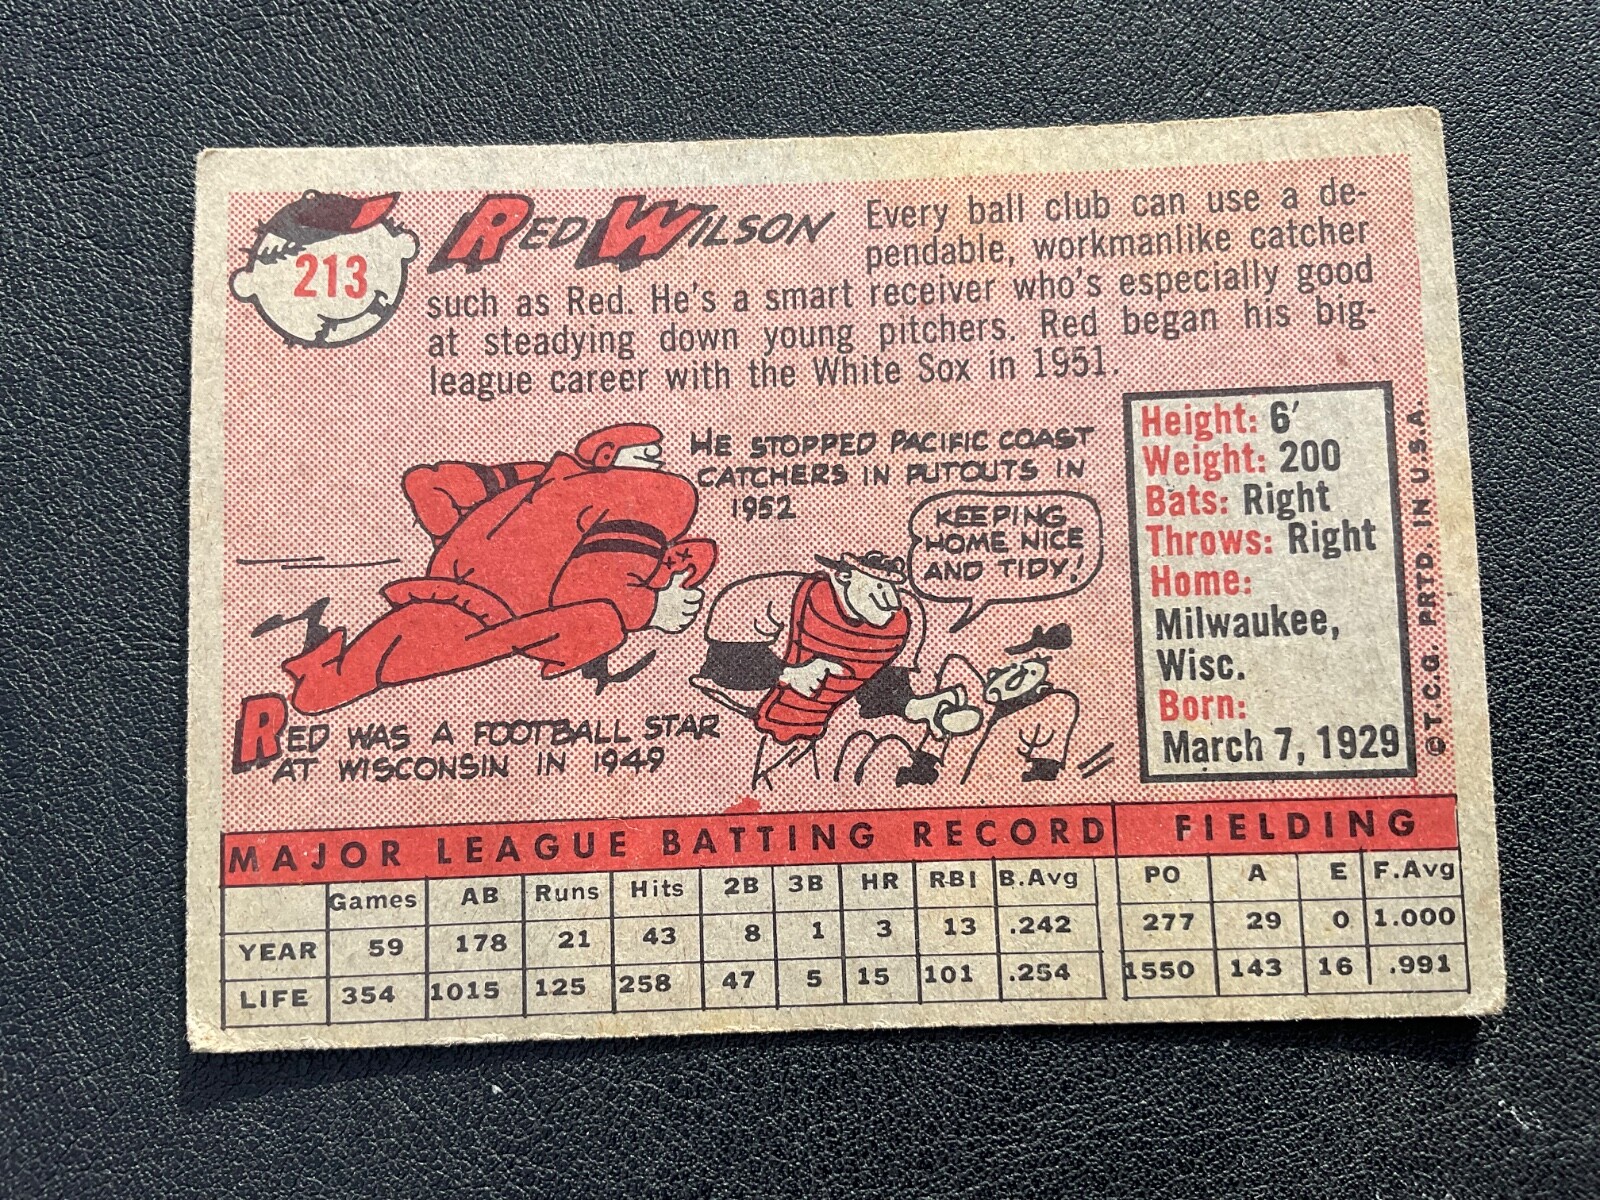 213
RED WILSON
Every ball club can use a de-
pendable, workmanlike catcher
such as Red. He's a smart receiver who's especially good
at steadying down young pitchers. Red began his big-
league career with the White Sox in 1951.
HE STOPPED PACIFIC COAST
CATCHERS IN PUTOUTS IN
1952
KEEPING
HOME NICE
AND TIDY!
RED WAS A FOOTBALL STAR
AT WISCONSIN IN 1949
Height: 6'
Weight: 200
Bats: Right
Throws: Right
Home:
Milwaukee,
Wisc.
Born:
March 7, 1929
© T.C.G. PRTD. IN U.S.A.
MAJOR LEAGUE BATTING RECORD FIELDING
Games AB Runs Hits 2B 3B HR RBI B.Avg PO A E F.Avg
YEAR 59 178 21 43 8 1 3 13 .242 277 29 0 1.000
LIFE 354 1015 125 258 47 5 15 101 .254 1550 143 16 .991